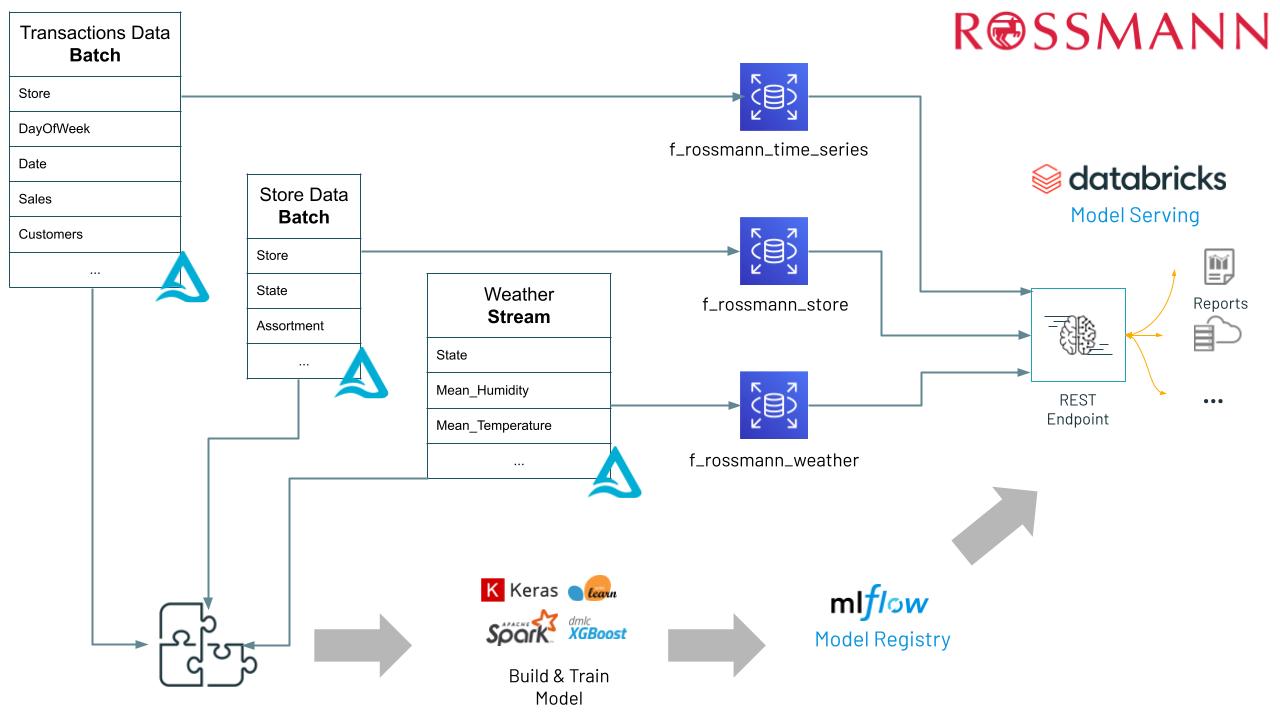 Transactions Data
Batch
Store
DayOfWeek
Date
Sales
Customers
...
Store Data
Batch
Store
State
Assortment
...
Weather
Stream
State
Mean_Humidity
Mean_Temperature
...
f_rossmann_time_series
f_rossmann_store
f_rossmann_weather
ROSSMANN
databricks
Model Serving
Reports
...
REST
Endpoint
K Keras
learn
APACHE
Spark
dmlc
XGBoost
Build & Train
Model
mlflow
Model Registry